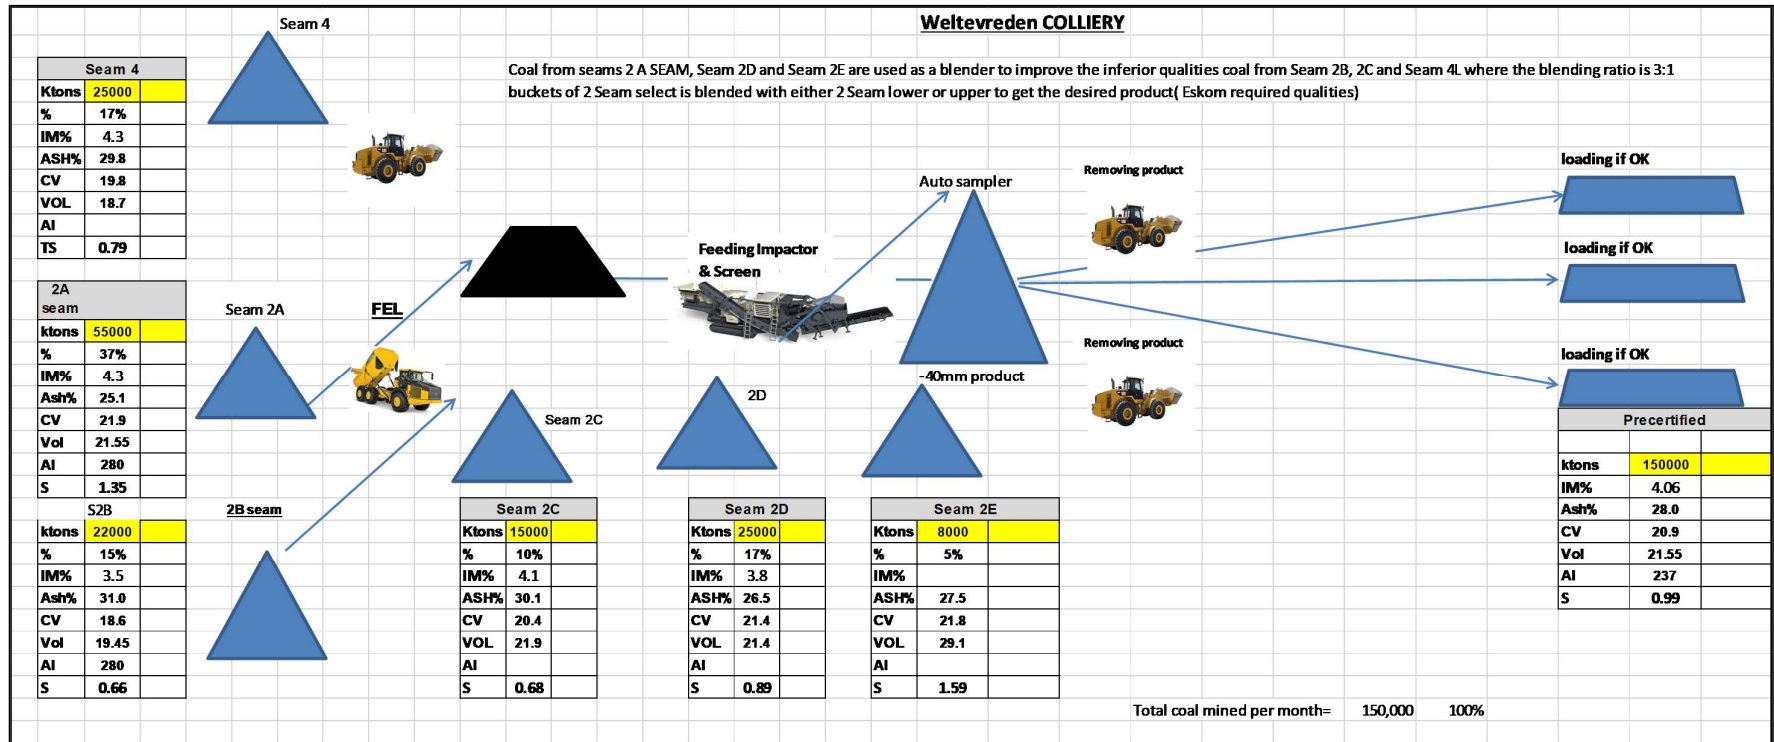 Weltevreden COLLIERY
Coal from seams 2 A SEAM, Seam 2D and Seam 2E are used as a blender to improve the inferior qualities coal from Seam 2B, 2C and Seam 4L where the blending ratio is 3:1
buckets of 2 Seam select is blended with either 2 Seam lower or upper to get the desired product( Eskom required qualities)
Seam 4
Seam 4
Ktons 25000
% 17%
IM% 4.3
ASH% 29.8
CV 19.8
VOL 18.7
AI
TS 0.79
2A
seam
ktons 55000
% 37%
IM% 4.3
Ash% 25.1
CV 21.9
Vol 21.55
AI 280
S 1.35
S2B
ktons 22000
% 15%
IM% 3.5
Ash% 31.0
CV 18.6
Vol 19.45
AI 280
S 0.66
Seam 2A
FEL
2B seam
Feeding Impactor
& Screen
Auto sampler
-40mm product
Seam 2C
2D
Removing product
Removing product
loading if OK
loading if OK
loading if OK
Seam 2C
Ktons 15000
% 10%
IM% 4.1
ASH% 30.1
CV 20.4
VOL 21.9
AI
S 0.68
Seam 2D
Ktons 25000
% 17%
IM% 3.8
ASH% 26.5
CV 21.4
VOL 21.4
AI
S 0.89
Seam 2E
Ktons 8000
% 5%
IM%
ASH% 27.5
CV 21.8
VOL 29.1
AI
S 1.59
Precertified
ktons 150000
IM% 4.06
Ash% 28.0
CV 20.9
Vol 21.55
AI 237
S 0.99
Total coal mined per month= 150,000 100%